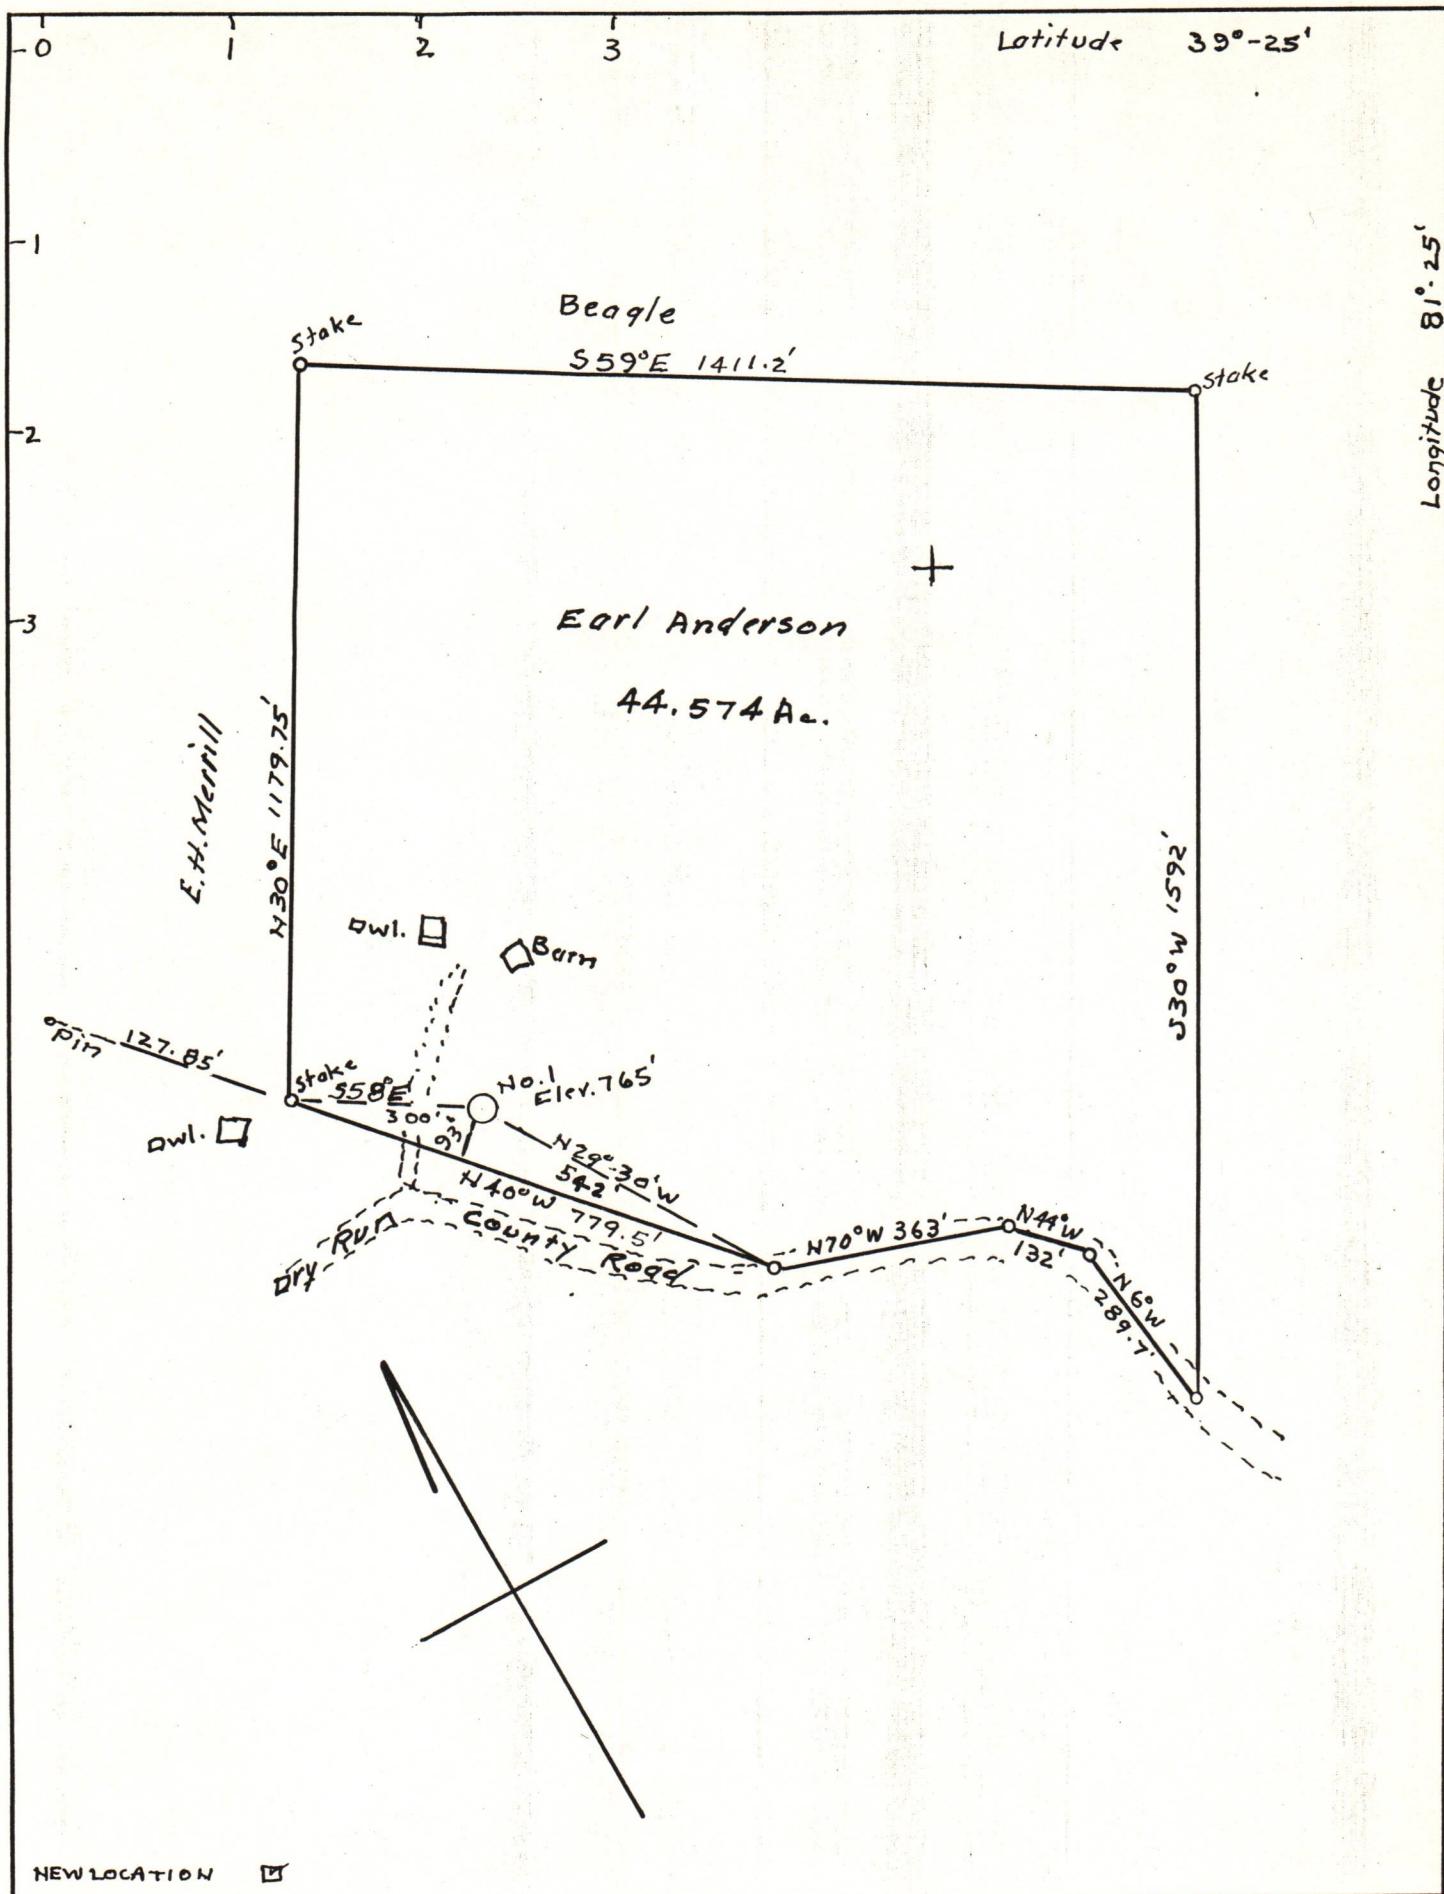 0 1 2 3 Latitude 39°-25'
1
2
3
Longitude 81°-25'
Beagle
Stake
S59°E 1411.2'
Stake
Earl Anderson
44.574 Ac.
E.H. Merrill
N30°E 1179.75'
S30°W 1592'
Dwl.
Barn
Pin
127.85'
Stake
S58°E
300'
No.1
Elev. 765'
93'
N29°-30'W
542'
Dwl.
N40°W 779.5'
County Road
Dry Run
N70°W 363'
N44°W
132'
N6°W
289.7'
NEW LOCATION